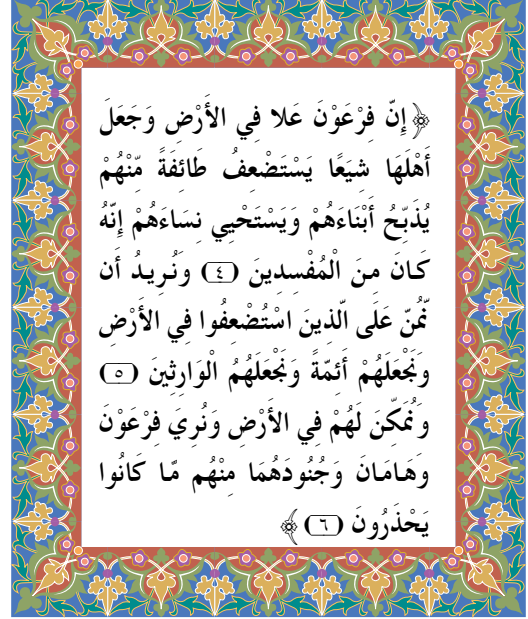 ﴿إِنّ فِرْعَوْنَ عَلا فِي الأَرْضِ وَجَعَلَ
أَهْلَهَا شِيَعًا يَسْتَضْعِفُ طَائِفَةً مّنْهُمْ
يُذَبّحُ أَبْنَاءَهُمْ وَيَسْتَحْيِي نِسَاءَهُمْ إِنّهُ
كَانَ مِنَ الْمُفْسِدِينَ (٤) وَنُرِيدُ أَن
نّمُنّ عَلَى الّذِينَ اسْتُضْعِفُوا فِي الأَرْضِ
وَنَجْعَلَهُمْ أَئِمّةً وَنَجْعَلَهُمُ الْوَارِثِينَ (٥)
وَنُمَكّنَ لَهُمْ فِي الأَرْضِ وَنُرِيَ فِرْعَوْنَ
وَهَامَانَ وَجُنُودَهُمَا مِنْهُم مّا كَانُوا
يَحْذَرُونَ (٦)﴾